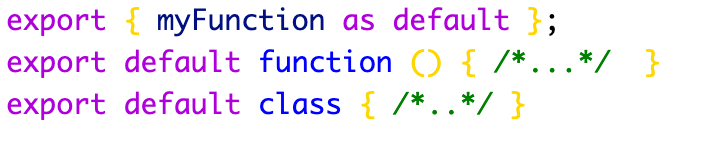 export { myFunction as default };
export default function () { /*...*/  }
export default class { /*..*/ }